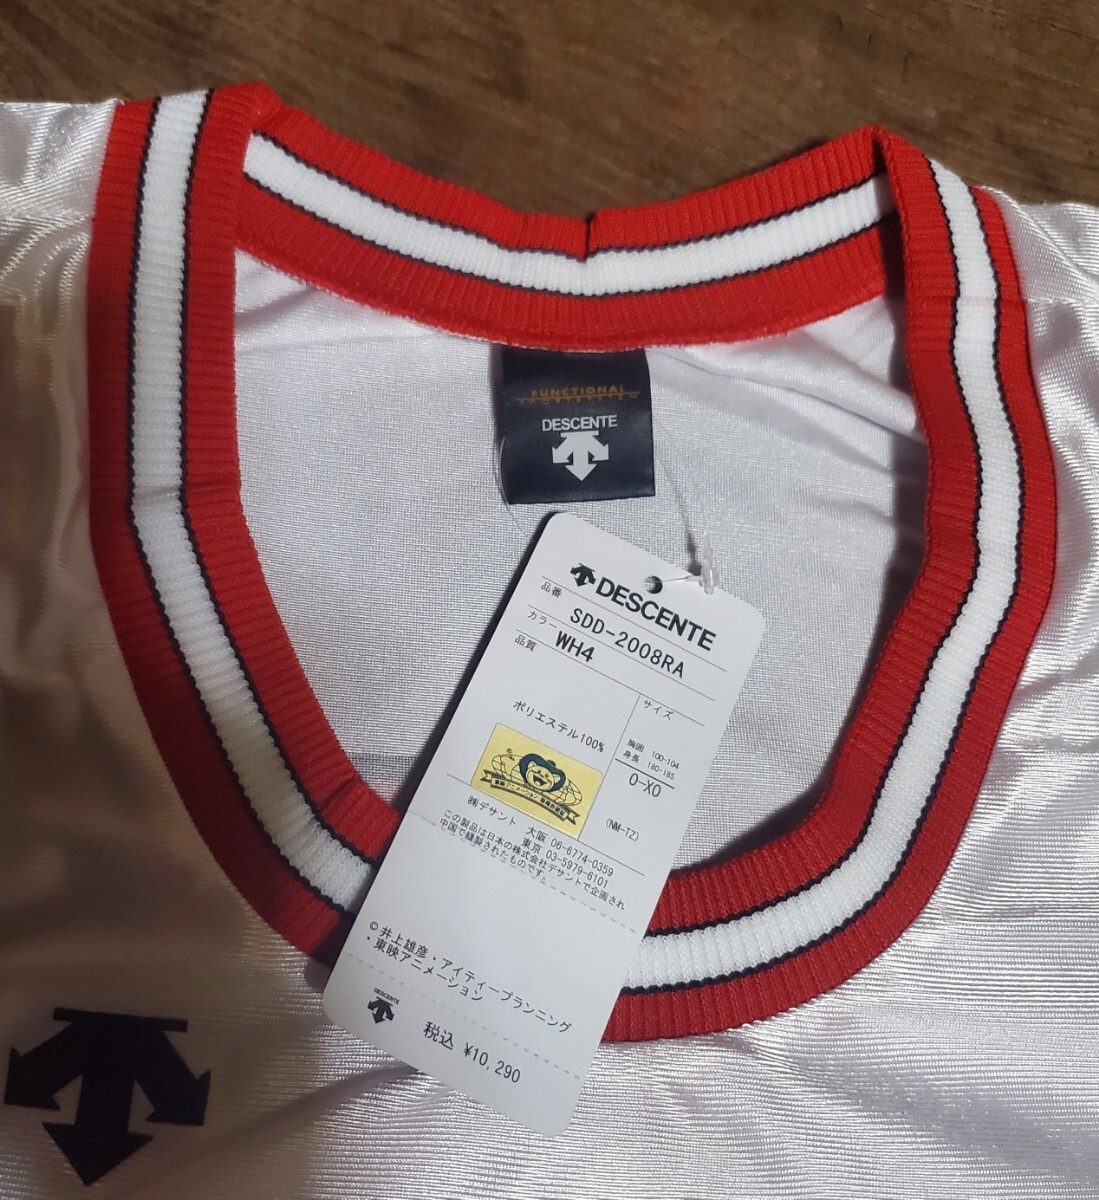 FUNCTIONAL
DESCENTE
DESCENTE
品番 SDD-2008RA
カラー WH4
品質
サイズ
ポリエステル100%
胸囲 100-104
身長 180-185
O-XO
(NM-TZ)
㈱デサント 大阪 06-6774-0359
東京 03-5979-6101
この製品は日本の株式会社デサントで企画され
中国で縫製されたものです。
©井上雄彦・アイティープランニング
・東映アニメーション
DESCENTE
税込 ¥10,290